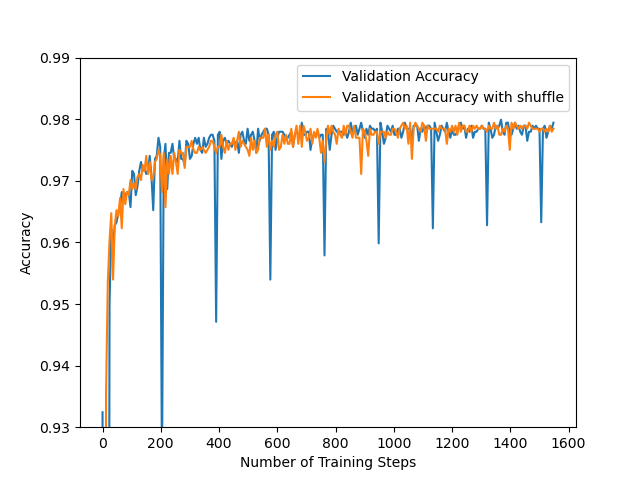 Validation Accuracy
Validation Accuracy with shuffle
0.99
0.98
0.97
0.96
0.95
0.94
0.93
Accuracy
0 200 400 600 800 1000 1200 1400 1600
Number of Training Steps